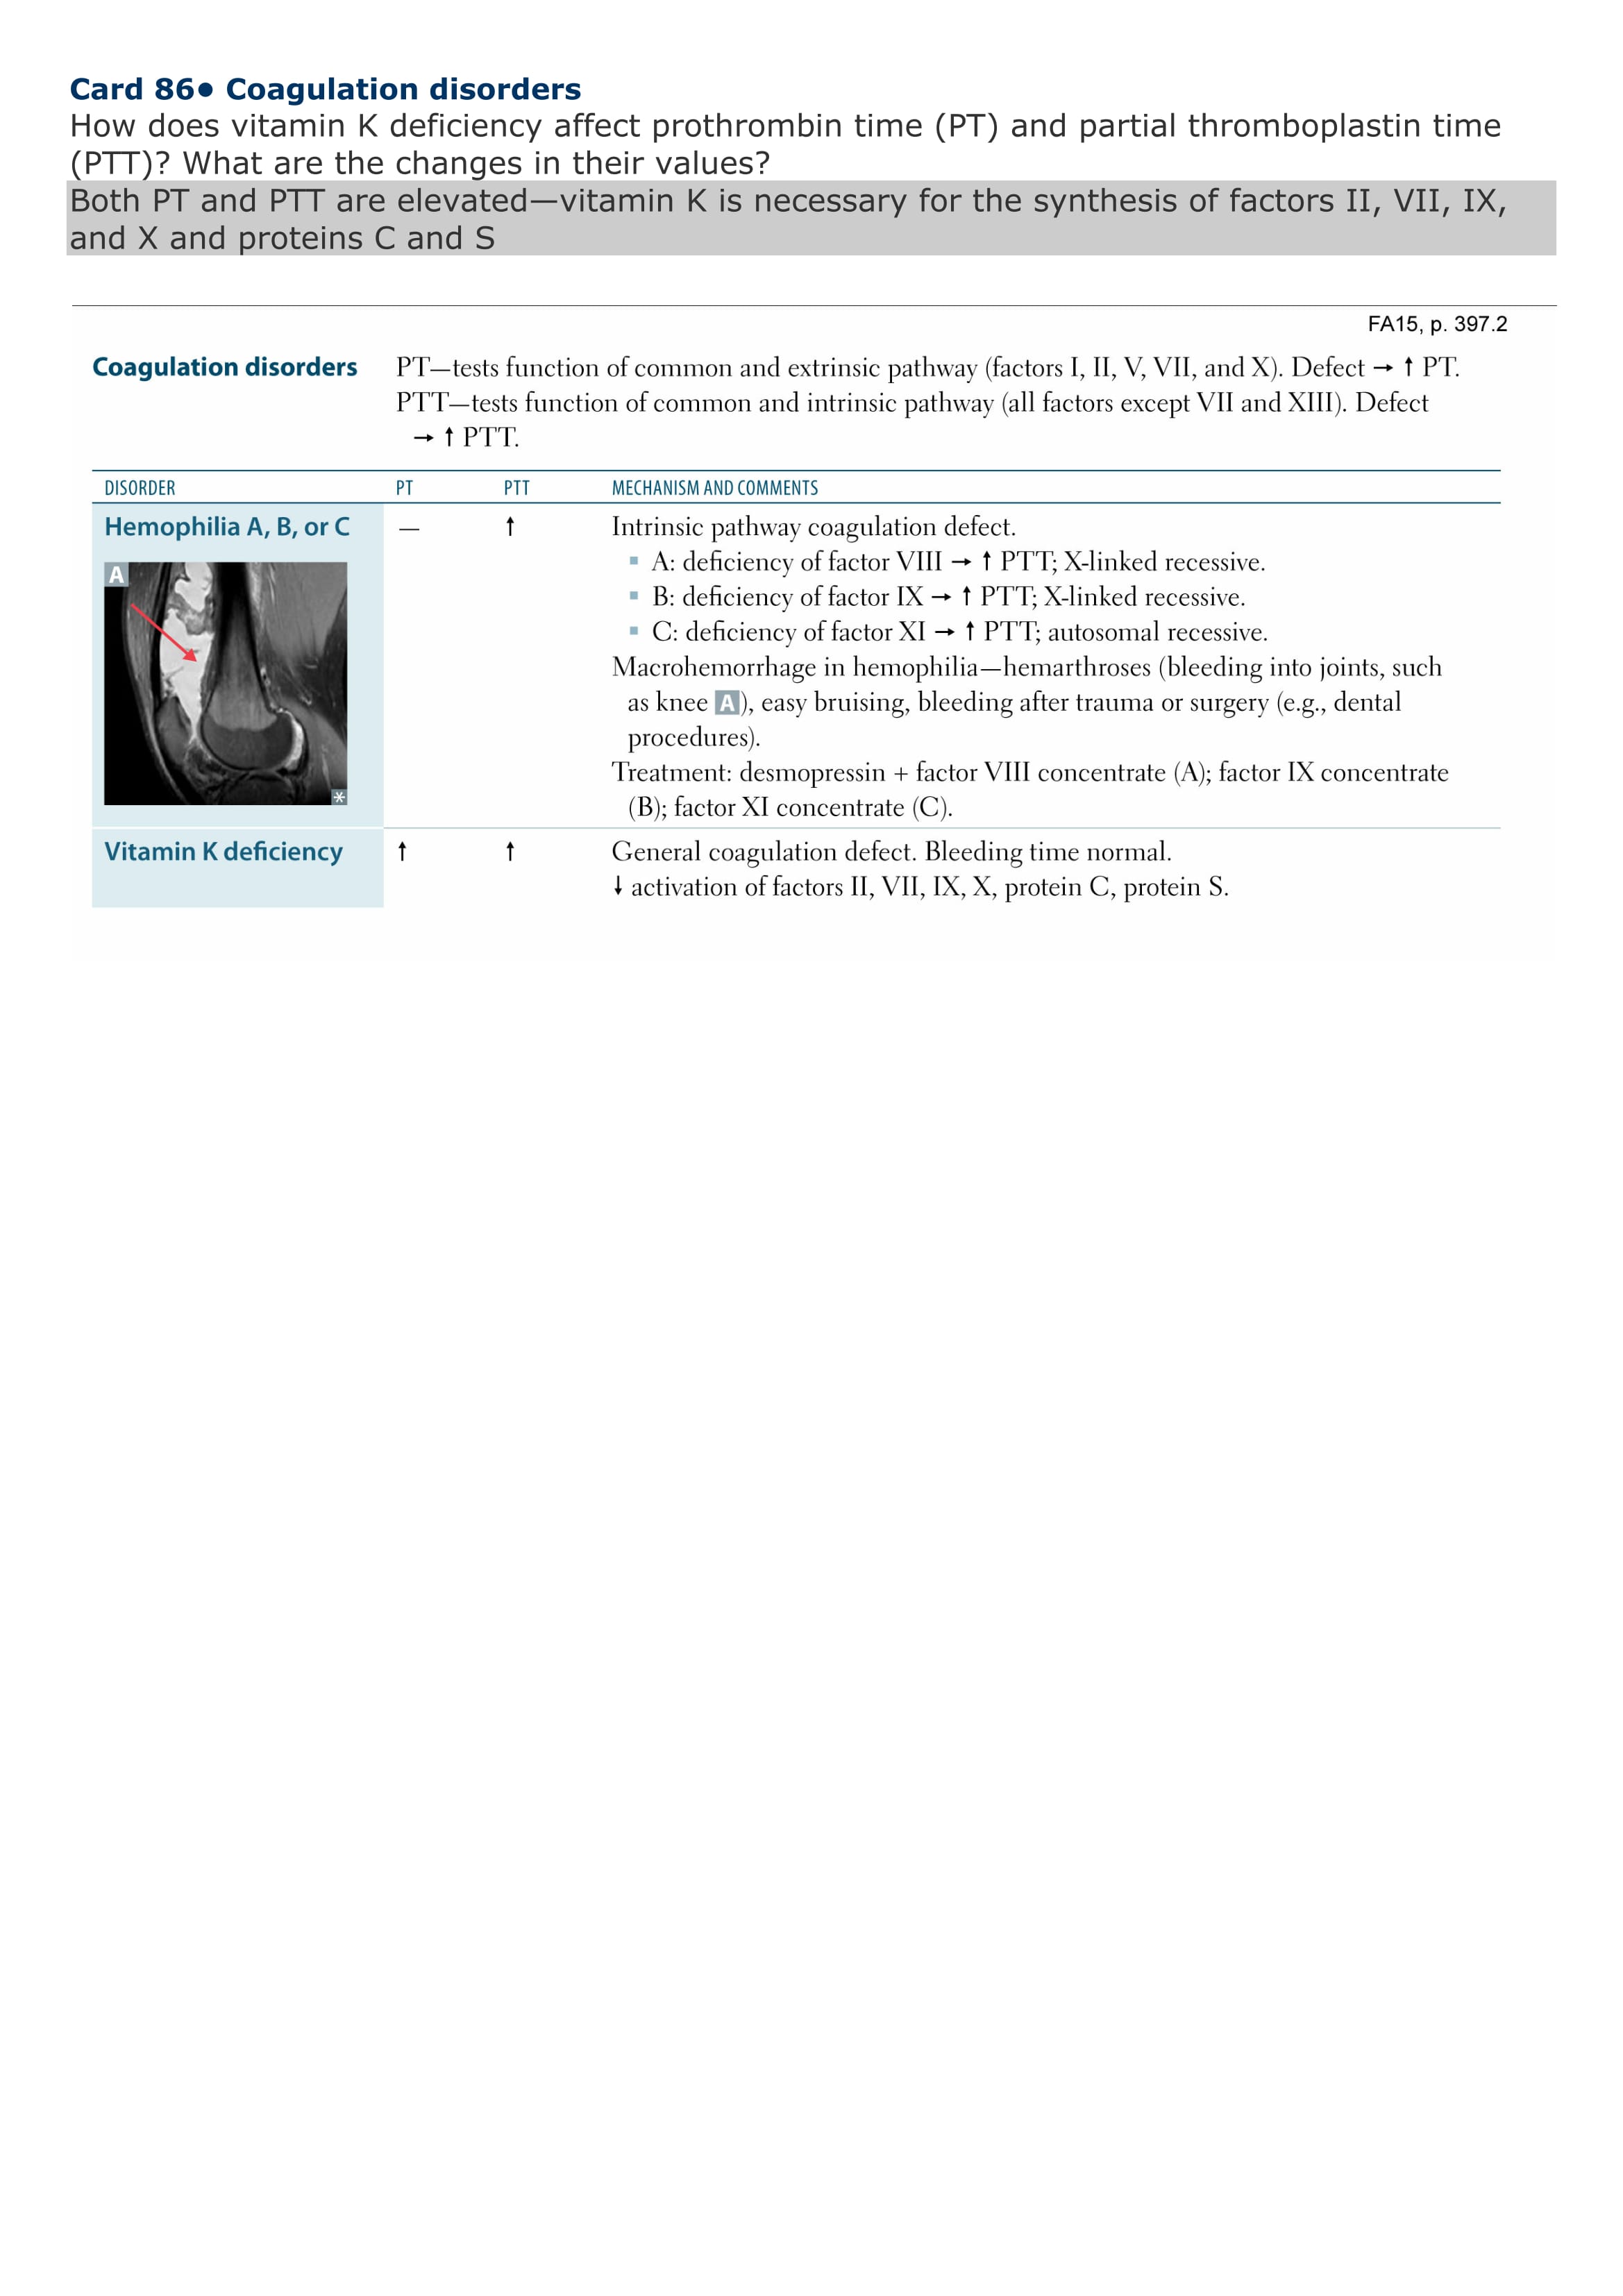 Card 86• Coagulation disorders
How does vitamin K deficiency affect prothrombin time (PT) and partial thromboplastin time
(PTT)? What are the changes in their values?
Both PT and PTT are elevated—vitamin K is necessary for the synthesis of factors II, VII, IX,
and X and proteins C and S
FA15, p. 397.2
Coagulation disorders
PT—tests function of common and extrinsic pathway (factors I, II, V, VII, and X). Defect → ↑ PT.
PTT—tests function of common and intrinsic pathway (all factors except VII and XIII). Defect
→ ↑ PTT.
DISORDER PT PTT MECHANISM AND COMMENTS
Hemophilia A, B, or C — ↑ Intrinsic pathway coagulation defect.
A
▪ A: deficiency of factor VIII → ↑ PTT; X-linked recessive.
▪ B: deficiency of factor IX → ↑ PTT; X-linked recessive.
▪ C: deficiency of factor XI → ↑ PTT; autosomal recessive.
Macrohemorrhage in hemophilia—hemarthroses (bleeding into joints, such
as knee A), easy bruising, bleeding after trauma or surgery (e.g., dental
procedures).
Treatment: desmopressin + factor VIII concentrate (A); factor IX concentrate
(B); factor XI concentrate (C).
Vitamin K deficiency ↑ ↑ General coagulation defect. Bleeding time normal.
↓ activation of factors II, VII, IX, X, protein C, protein S.